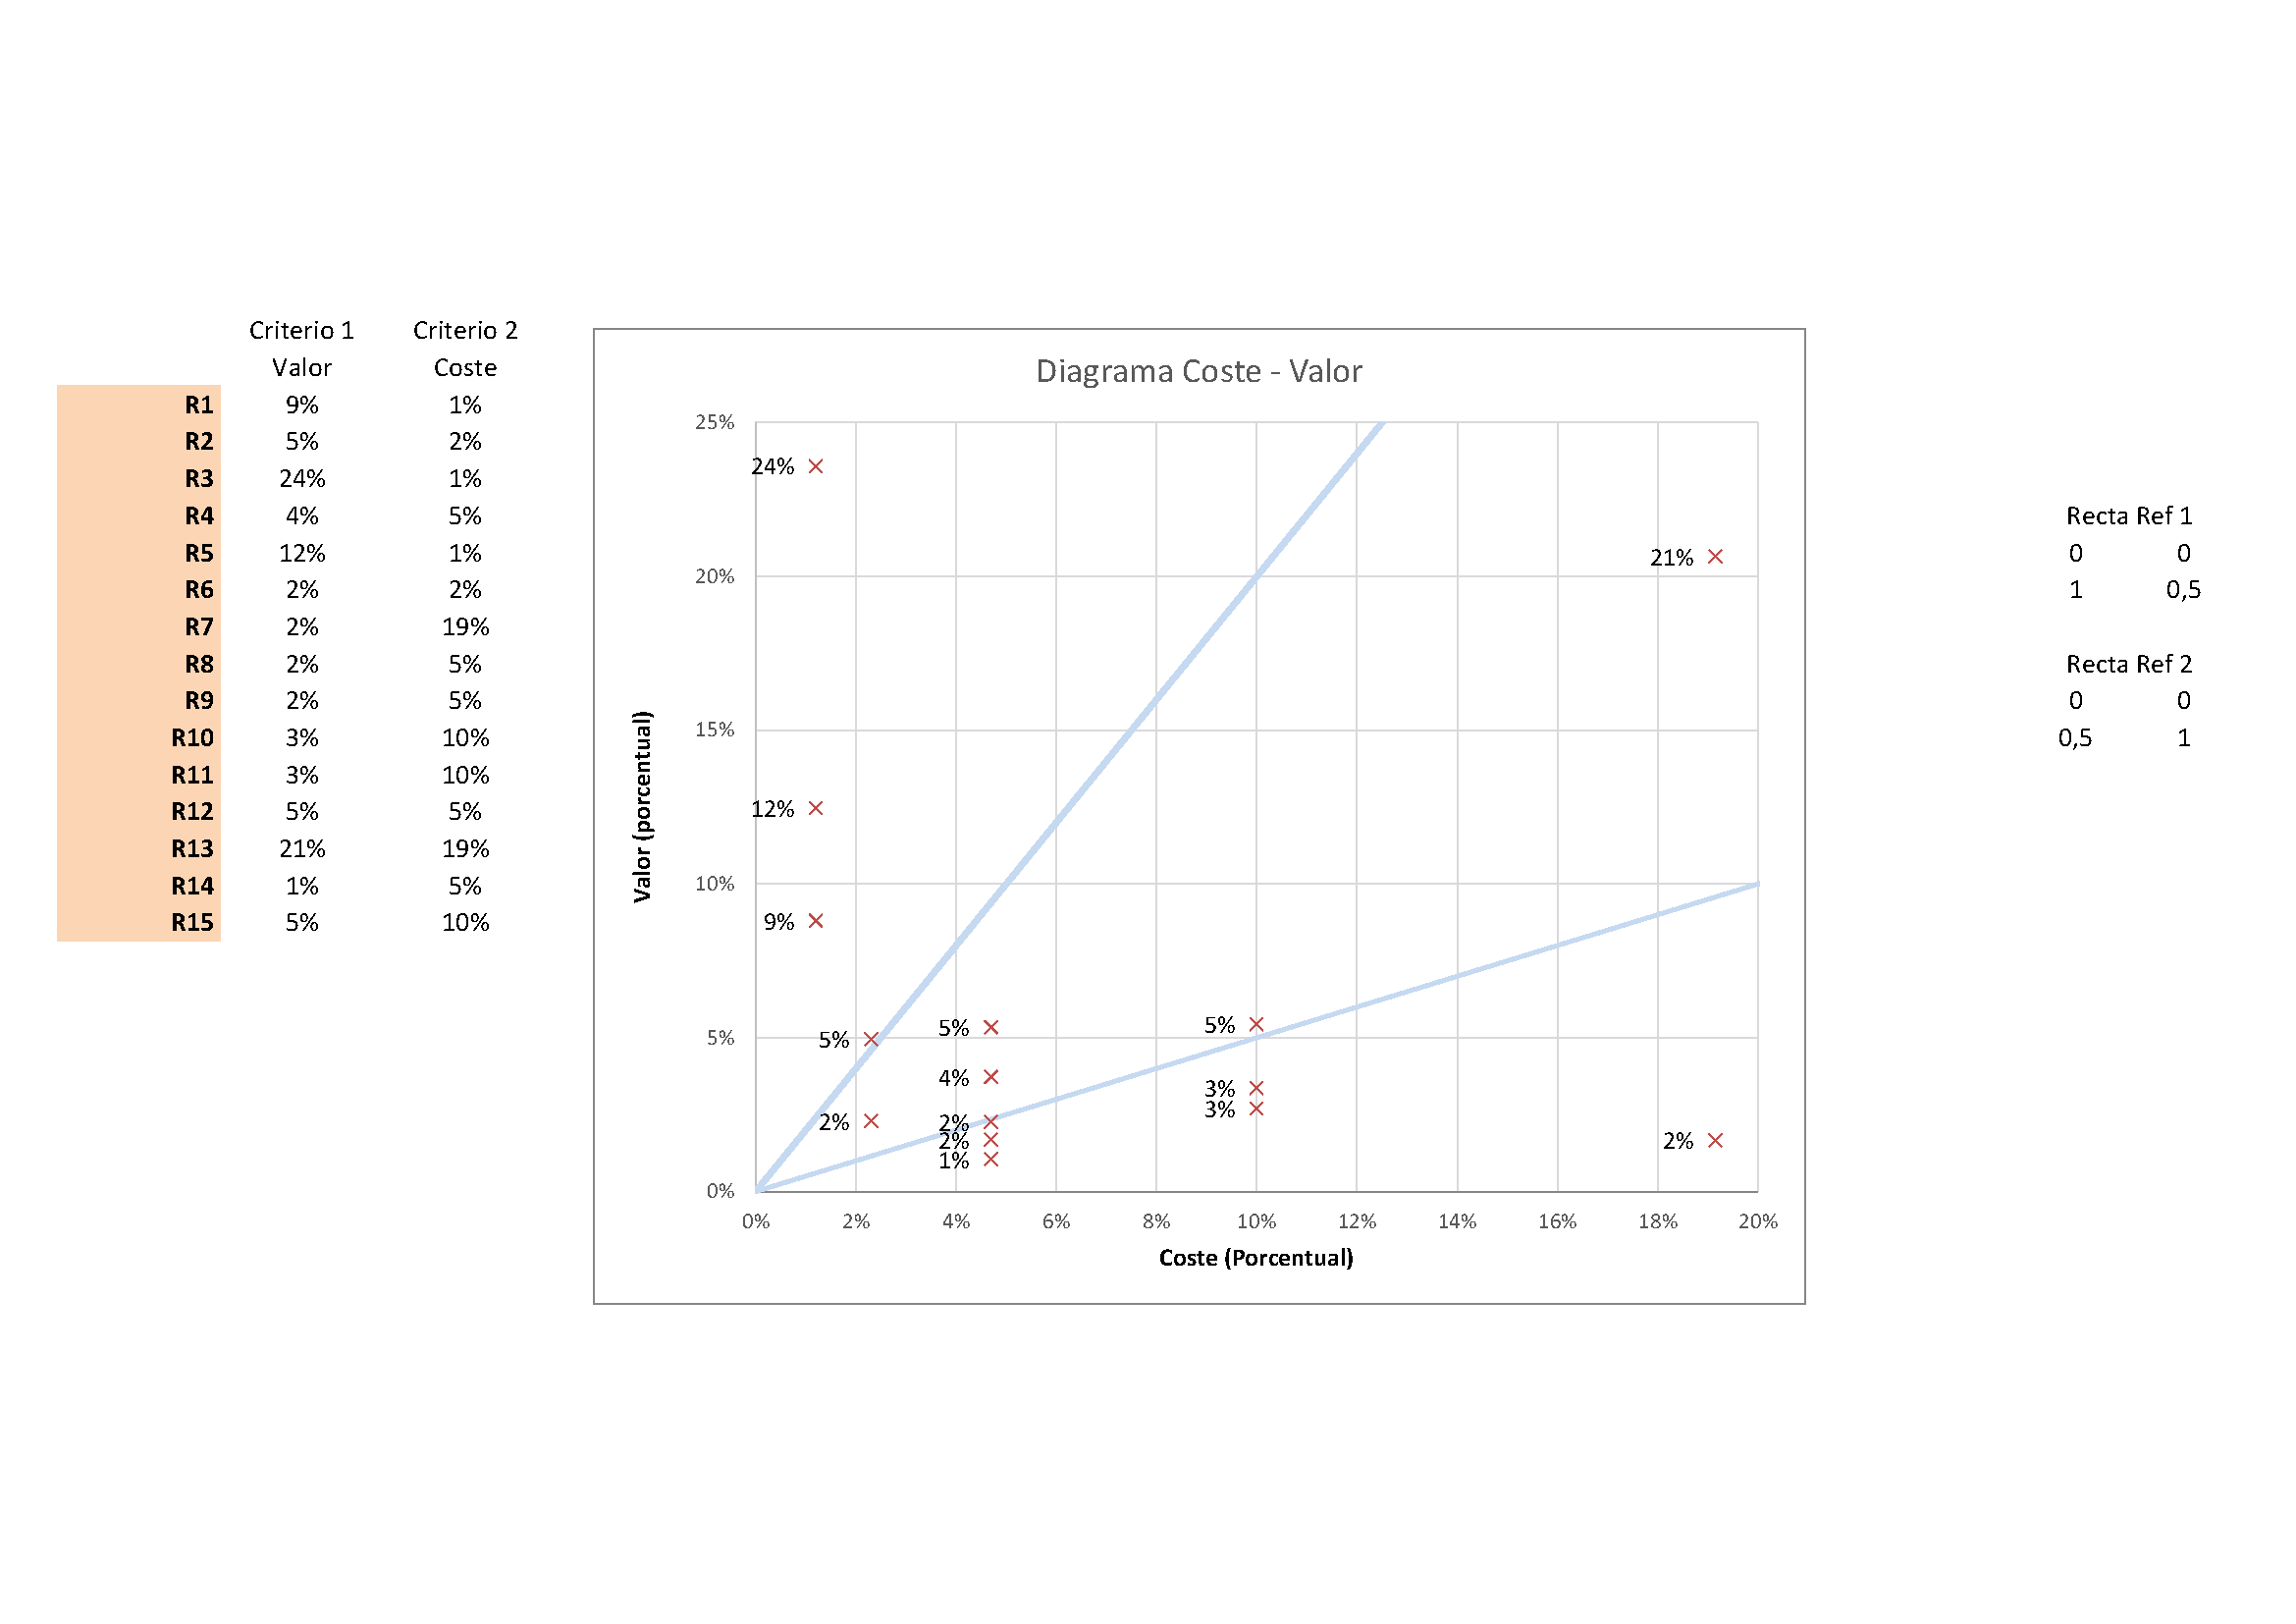 Criterio 1 Criterio 2
Valor Coste
R1 9% 1%
R2 5% 2%
R3 24% 1%
R4 4% 5%
R5 12% 1%
R6 2% 2%
R7 2% 19%
R8 2% 5%
R9 2% 5%
R10 3% 10%
R11 3% 10%
R12 5% 5%
R13 21% 19%
R14 1% 5%
R15 5% 10%
Diagrama Coste - Valor
25%
20%
15%
10%
5%
0%
Valor (porcentual)
24%
21%
12%
9%
5%
5%
5%
4%
2%
2%
2%
1%
3%
3%
2%
0% 2% 4% 6% 8% 10% 12% 14% 16% 18% 20%
Coste (Porcentual)
Recta Ref 1
0 0
1 0,5
Recta Ref 2
0 0
0,5 1